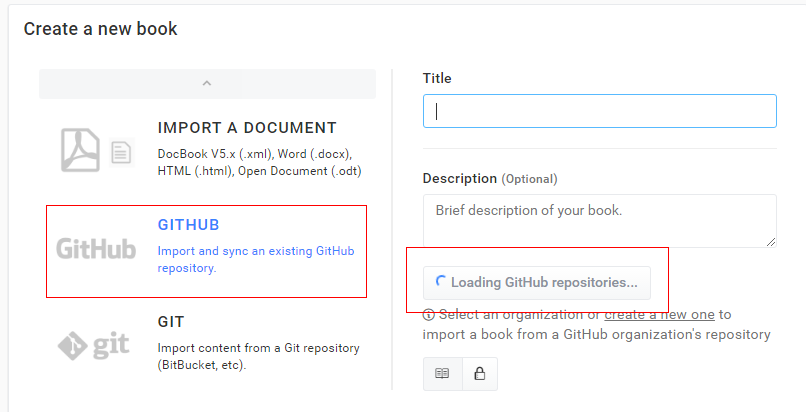 Create a new book
IMPORT A DOCUMENT
DocBook V5.x (.xml), Word (.docx),
HTML (.html), Open Document (.odt)
GitHub
GITHUB
Import and sync an existing GitHub
repository.
git
GIT
Import content from a Git repository
(BitBucket, etc).
Title
Description (Optional)
Brief description of your book.
Loading GitHub repositories...
Select an organization or create a new one to
import a book from a GitHub organization's repository